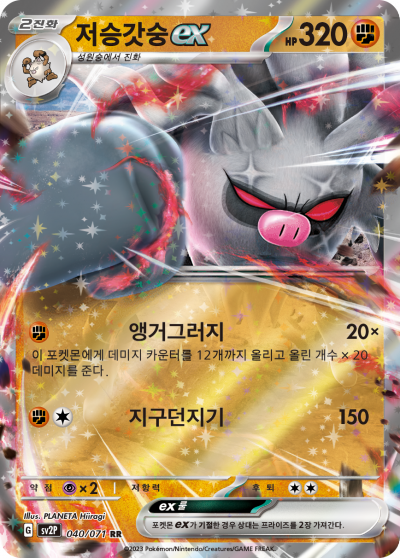 2진화 저승갓숭ex HP 320
성원숭에서 진화
앵거그러지 20×
이 포켓몬에게 데미지 카운터를 12개까지 올리고 올린 개수 × 20
데미지를 준다.
지구던지기 150
약점 ×2 저항력 후퇴
ex 룰
포켓몬 ex가 기절한 경우 상대는 프라이즈를 2장 가져간다.
Illus. PLANETA Hiiragi
G sv2P 040/071 RR
©2023 Pokémon/Nintendo/Creatures/GAME FREAK.